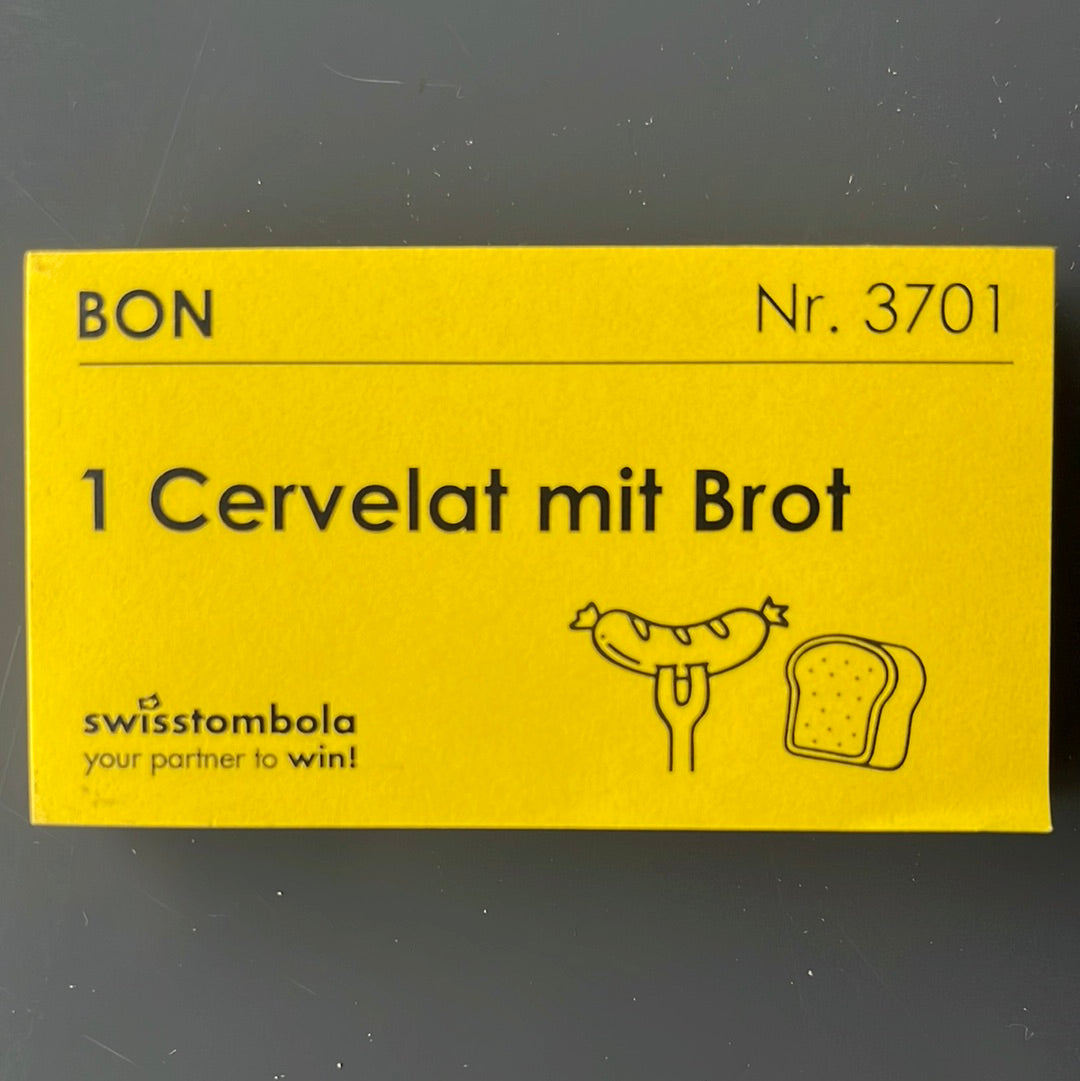 BON Nr. 3701
1 Cervelat mit Brot
swisstombola
your partner to win!